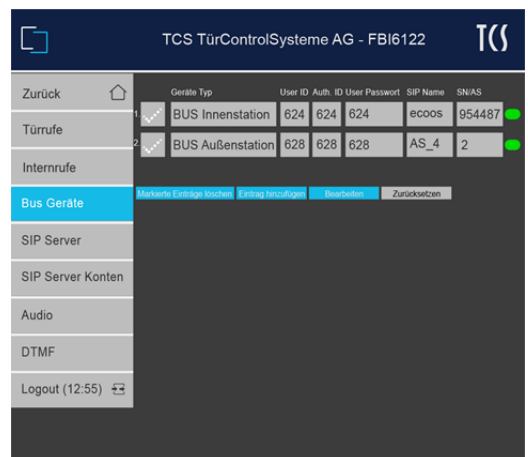 TCS TürControlSysteme AG - FBI6122
TCS
Zurück
Türrufe
Internrufe
Bus Geräte
SIP Server
SIP Server Konten
Audio
DTMF
Logout (12:55)
Geräte Typ User ID Auth. ID User Passwort SIP Name SN/AS
1. BUS Innenstation 624 624 624 ecoos 954487
2. BUS Außenstation 628 628 628 AS_4 2
Markierte Einträge löschen Eintrag hinzufügen Bearbeiten Zurücksetzen